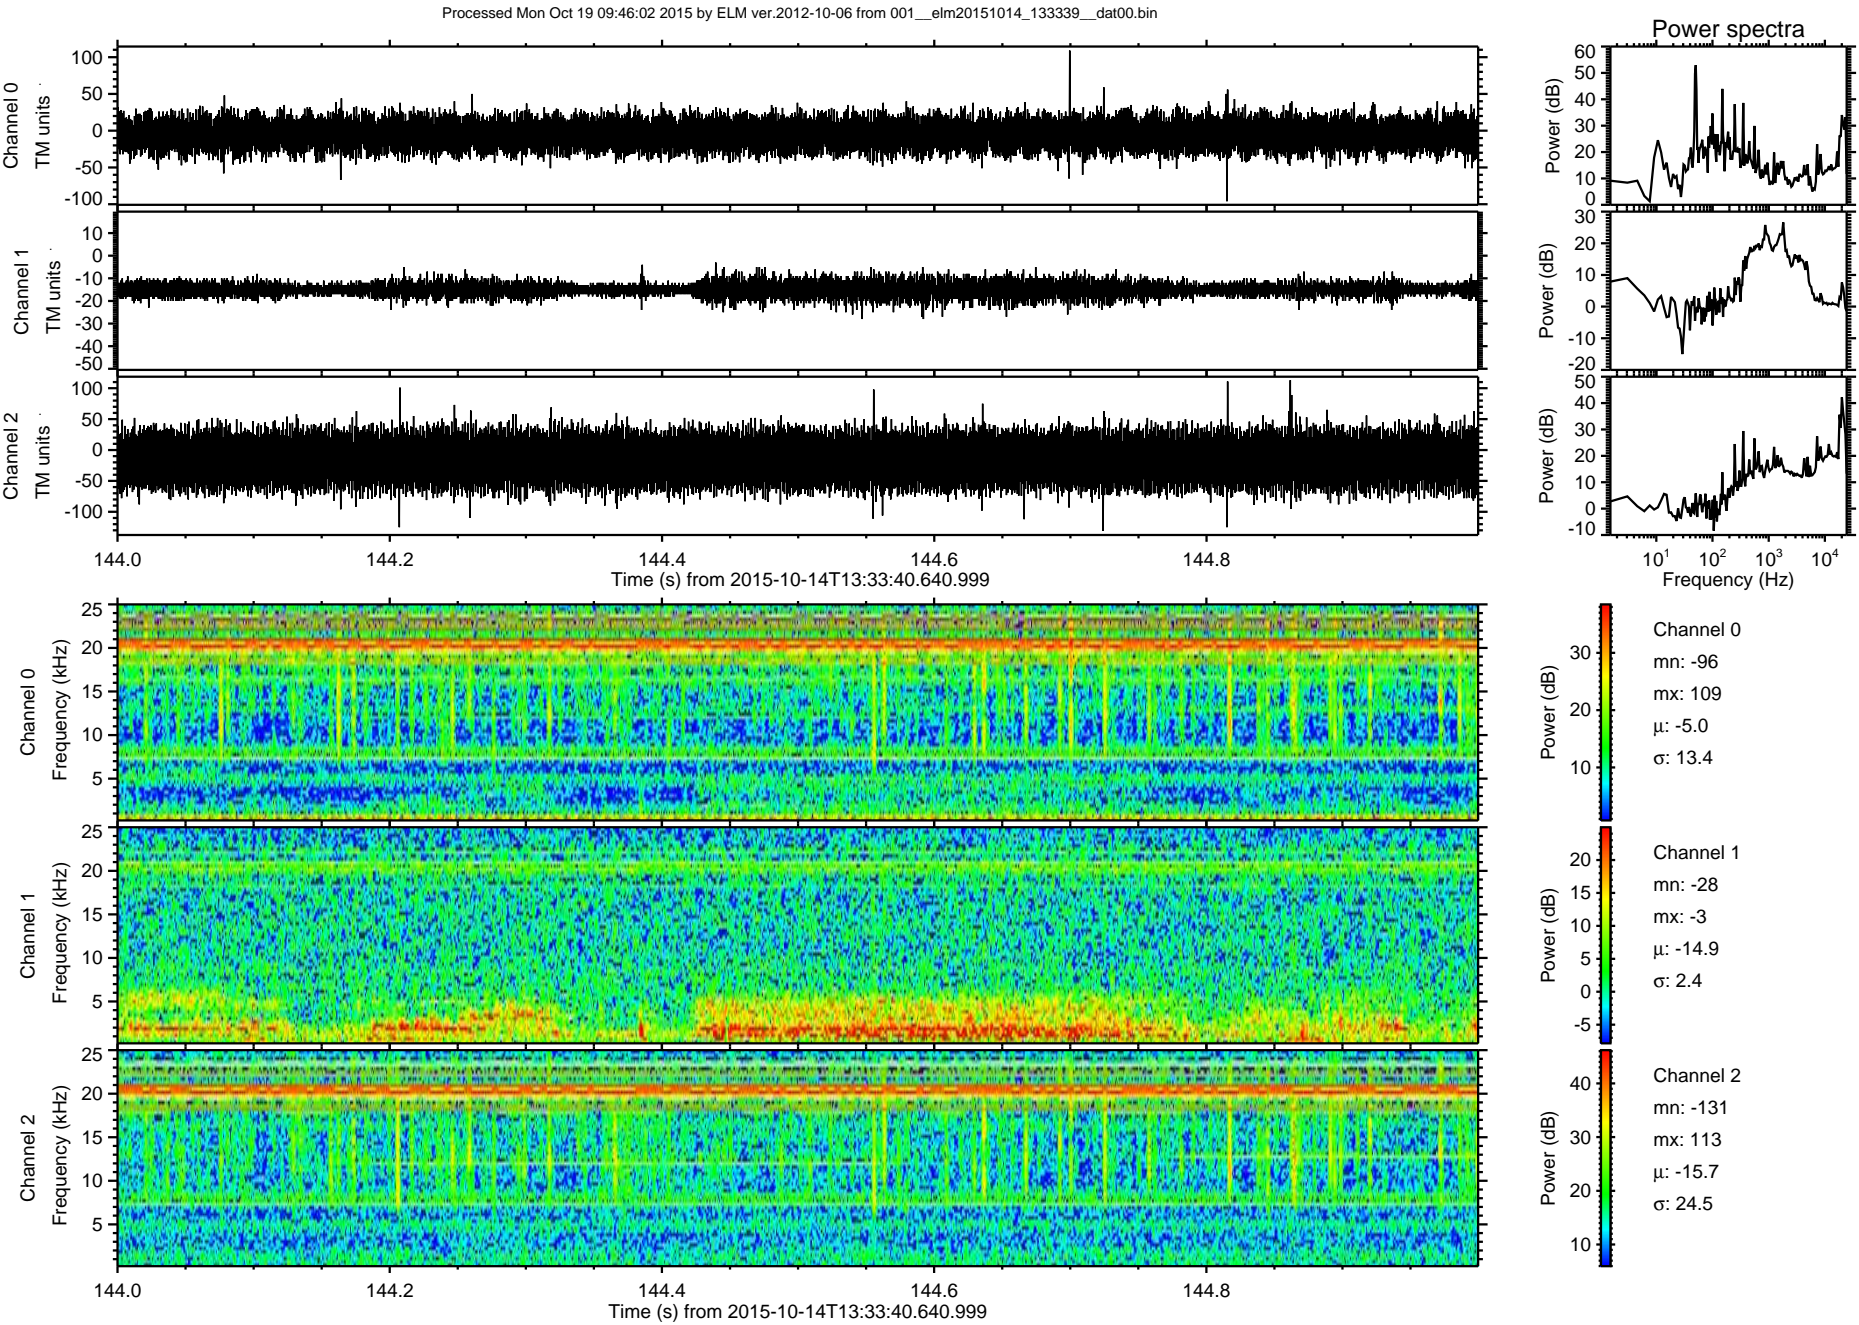 Processed Mon Oct 19 09:46:02 2015 by ELM ver.2012-10-06 from 001__elm20151014_133339__dat00.bin
Power spectra
Channel 0
TM units
100
50
0
-50
-100
Power (dB)
60
50
40
30
20
10
0
Channel 1
TM units
10
0
-10
-20
-30
-40
-50
Power (dB)
30
20
10
0
-10
-20
Channel 2
TM units
100
50
0
-50
-100
Power (dB)
50
40
30
20
10
0
-10
144.0 144.2 144.4 144.6 144.8
Time (s) from 2015-10-14T13:33:40.640.999
10¹ 10² 10³ 10⁴
Frequency (Hz)
Channel 0
Frequency (kHz)
25
20
15
10
5
Power (dB)
30
20
10
Channel 0
mn: -96
mx: 109
μ: -5.0
σ: 13.4
Channel 1
Frequency (kHz)
25
20
15
10
5
Power (dB)
20
15
10
5
0
-5
Channel 1
mn: -28
mx: -3
μ: -14.9
σ: 2.4
Channel 2
Frequency (kHz)
25
20
15
10
5
Power (dB)
40
30
20
10
Channel 2
mn: -131
mx: 113
μ: -15.7
σ: 24.5
144.0 144.2 144.4 144.6 144.8
Time (s) from 2015-10-14T13:33:40.640.999